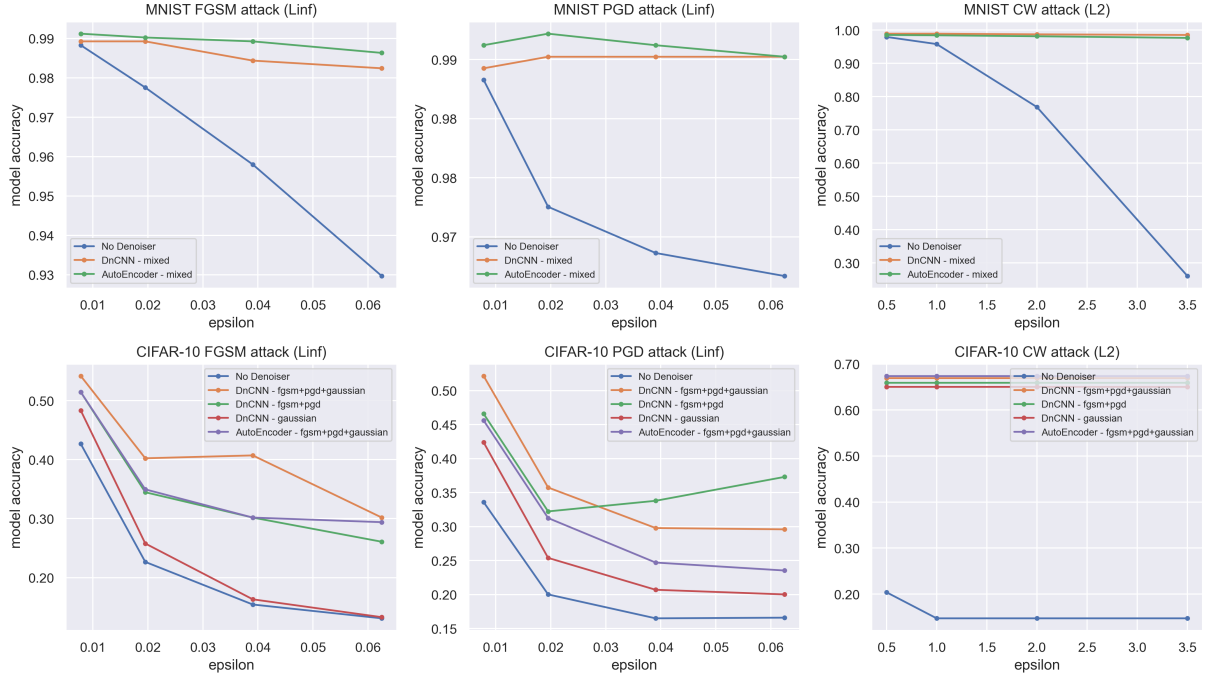 MNIST FGSM attack (Linf)
model accuracy
0.99
0.98
0.97
0.96
0.95
0.94
0.93
No Denoiser
DnCNN - mixed
AutoEncoder - mixed
0.01 0.02 0.03 0.04 0.05 0.06
epsilon
MNIST PGD attack (Linf)
model accuracy
0.99
0.98
0.98
0.97
No Denoiser
DnCNN - mixed
AutoEncoder - mixed
0.01 0.02 0.03 0.04 0.05 0.06
epsilon
MNIST CW attack (L2)
model accuracy
1.00
0.90
0.80
0.70
0.60
0.50
0.40
0.30
No Denoiser
DnCNN - mixed
AutoEncoder - mixed
0.5 1.0 1.5 2.0 2.5 3.0 3.5
epsilon
CIFAR-10 FGSM attack (Linf)
model accuracy
0.50
0.40
0.30
0.20
No Denoiser
DnCNN - fgsm+pgd+gaussian
DnCNN - fgsm+pgd
DnCNN - gaussian
AutoEncoder - fgsm+pgd+gaussian
0.01 0.02 0.03 0.04 0.05 0.06
epsilon
CIFAR-10 PGD attack (Linf)
model accuracy
0.50
0.45
0.40
0.35
0.30
0.25
0.20
0.15
No Denoiser
DnCNN - fgsm+pgd+gaussian
DnCNN - fgsm+pgd
DnCNN - gaussian
AutoEncoder - fgsm+pgd+gaussian
0.01 0.02 0.03 0.04 0.05 0.06
epsilon
CIFAR-10 CW attack (L2)
model accuracy
0.70
0.60
0.50
0.40
0.30
0.20
No Denoiser
DnCNN - fgsm+pgd+gaussian
DnCNN - fgsm+pgd
DnCNN - gaussian
AutoEncoder - fgsm+pgd+gaussian
0.5 1.0 1.5 2.0 2.5 3.0 3.5
epsilon